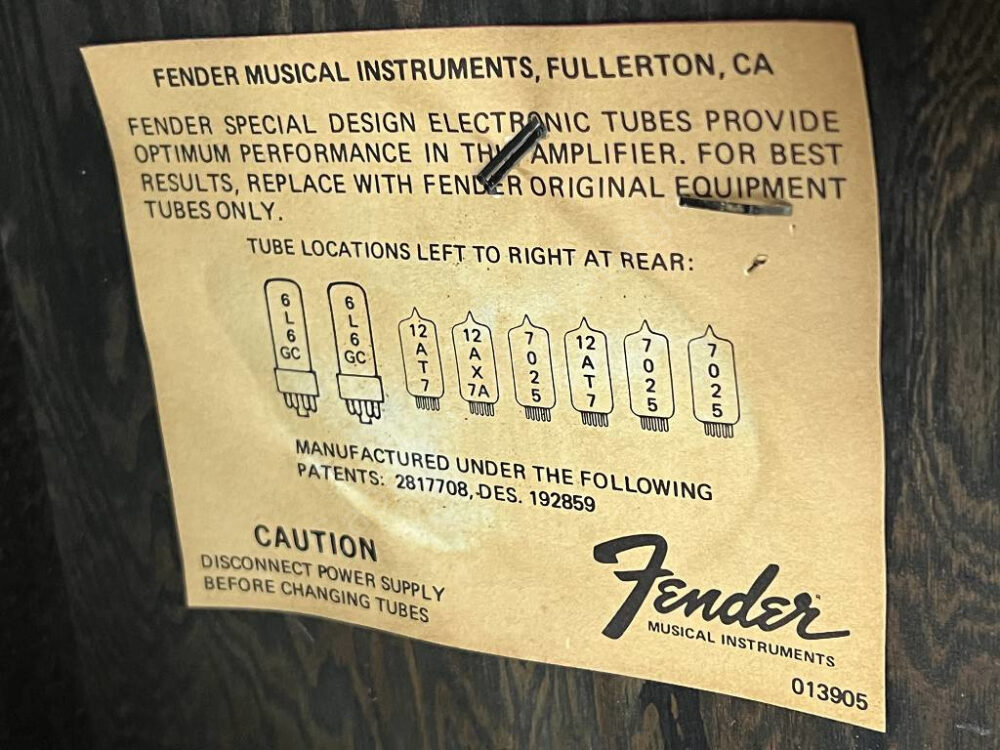 FENDER MUSICAL INSTRUMENTS, FULLERTON, CA
FENDER SPECIAL DESIGN ELECTRONIC TUBES PROVIDE
OPTIMUM PERFORMANCE IN AMPLIFIER. FOR BEST
RESULTS, REPLACE WITH FENDER ORIGINAL EQUIPMENT
TUBES ONLY.
TUBE LOCATIONS LEFT TO RIGHT AT REAR:
6L6GC 6L6GC 12AT7 12AX7A 7025 12AT7 7025 7025
MANUFACTURED UNDER THE FOLLOWING
PATENTS: 2817708, DES. 192859
CAUTION
DISCONNECT POWER SUPPLY
BEFORE CHANGING TUBES
Fender
MUSICAL INSTRUMENTS
013905